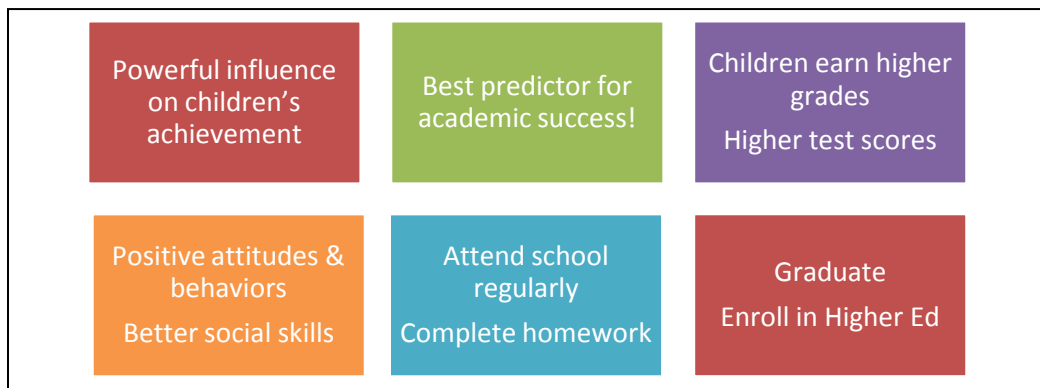 Powerful influence
on children’s
achievement
Best predictor for
academic success!
Children earn higher
grades
Higher test scores
Positive attitudes &
behaviors
Better social skills
Attend school
regularly
Complete homework
Graduate
Enroll in Higher Ed